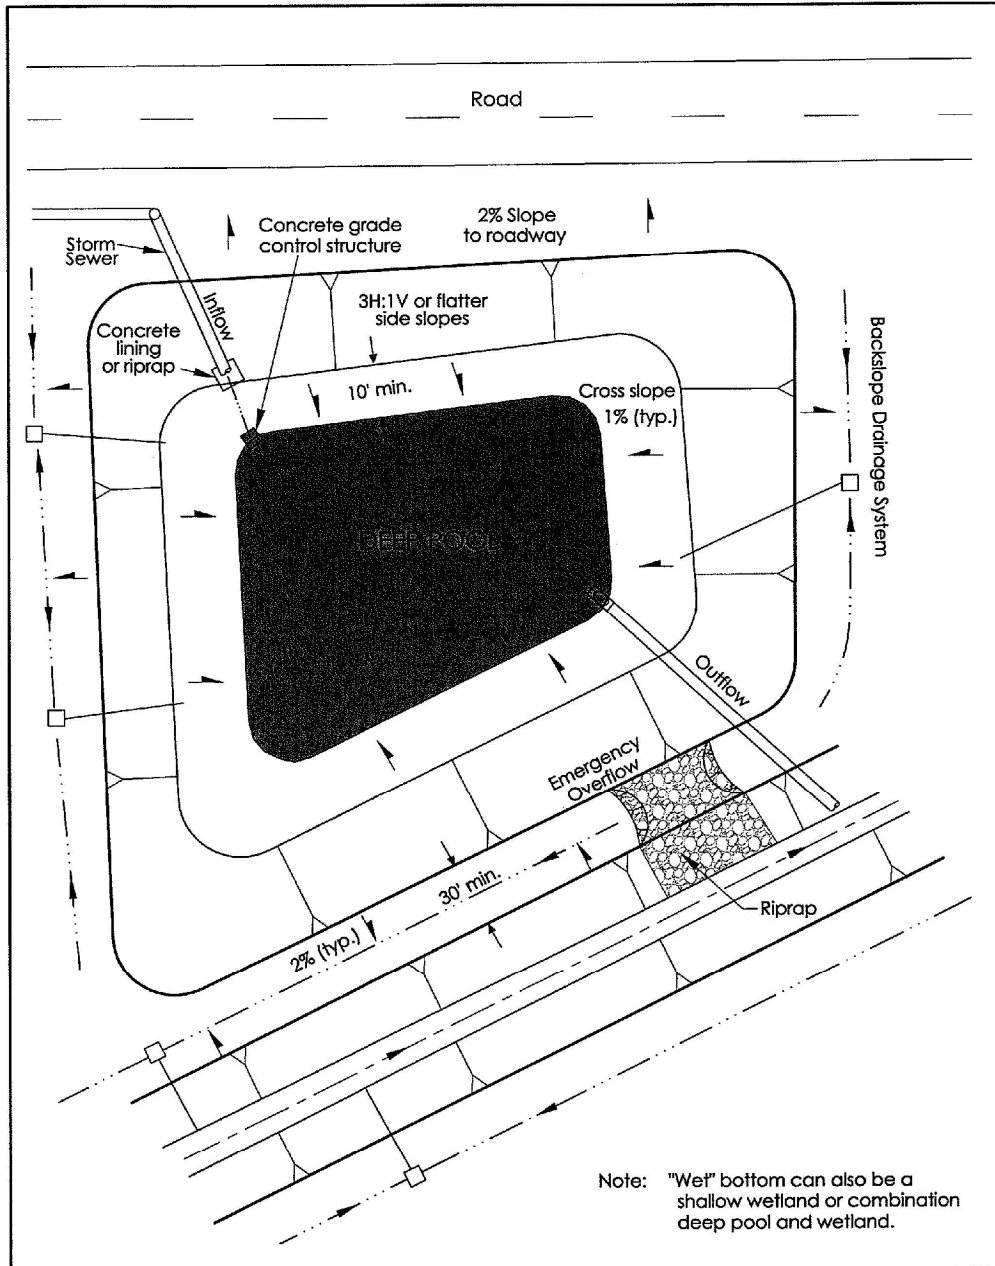 Road
Storm
Sewer
Concrete grade
control structure
2% Slope
to roadway
Inflow
3H:1V or flatter
side slopes
Concrete
lining
or riprap
10' min.
Cross slope
1% (typ.)
Backslope Drainage System
DEEP POOL
Outflow
Emergency
Overflow
30' min.
2% (typ.)
Riprap
Note: "Wet" bottom can also be a
shallow wetland or combination
deep pool and wetland.